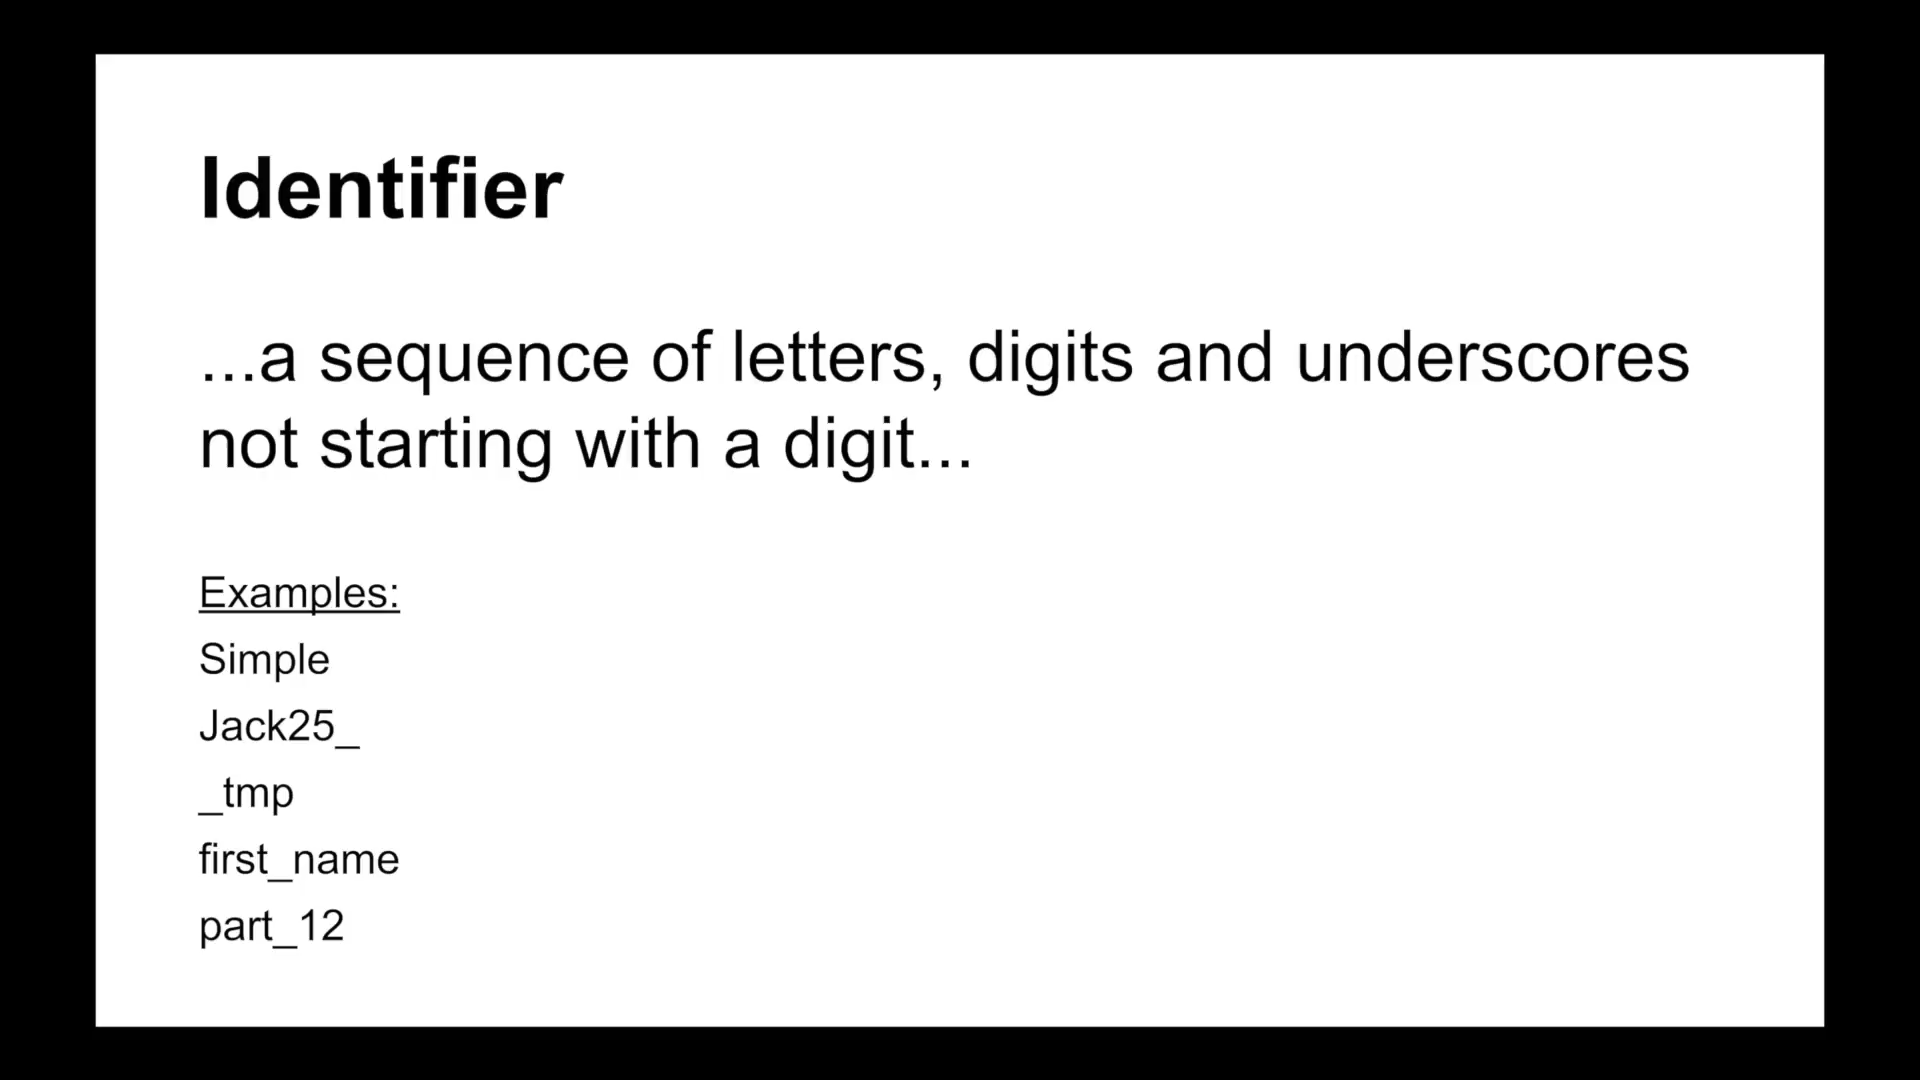 Identifier
...a sequence of letters, digits and underscores
not starting with a digit...
Examples:
Simple
Jack25_
_tmp
first_name
part_12